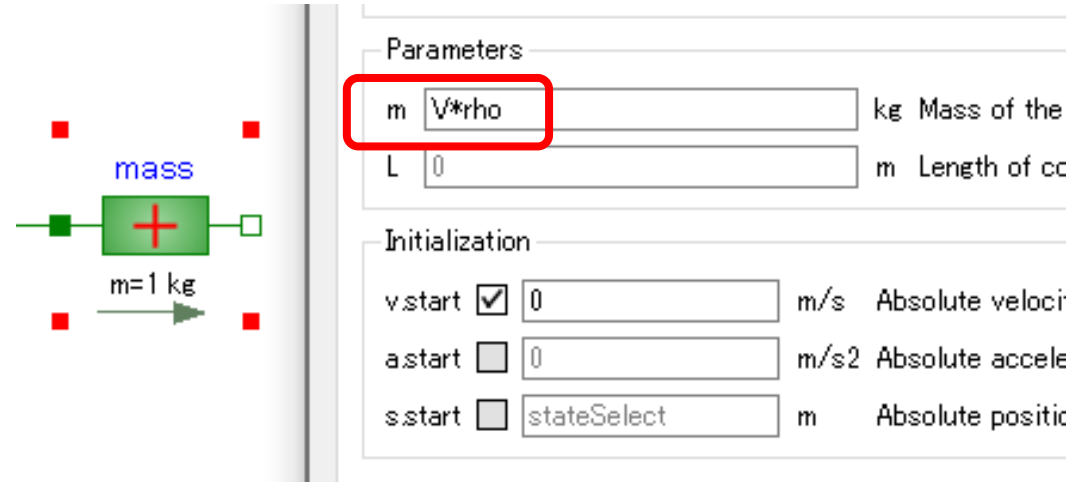 mass
m=1 kg
Parameters
m V*rho kg Mass of the
L 0 m Length of co
Initialization
v.start 0 m/s Absolute veloci
a.start 0 m/s2 Absolute accele
s.start stateSelect m Absolute positio